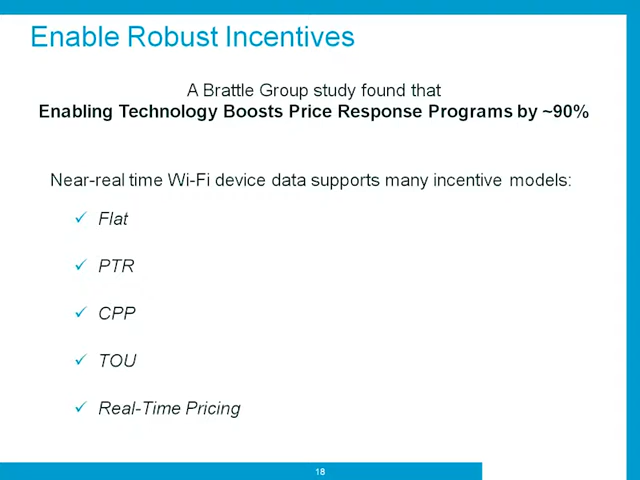 Enable Robust Incentives
A Brattle Group study found that
Enabling Technology Boosts Price Response Programs by ~90%
Near-real time Wi-Fi device data supports many incentive models:
✓ Flat
✓ PTR
✓ CPP
✓ TOU
✓ Real-Time Pricing
18